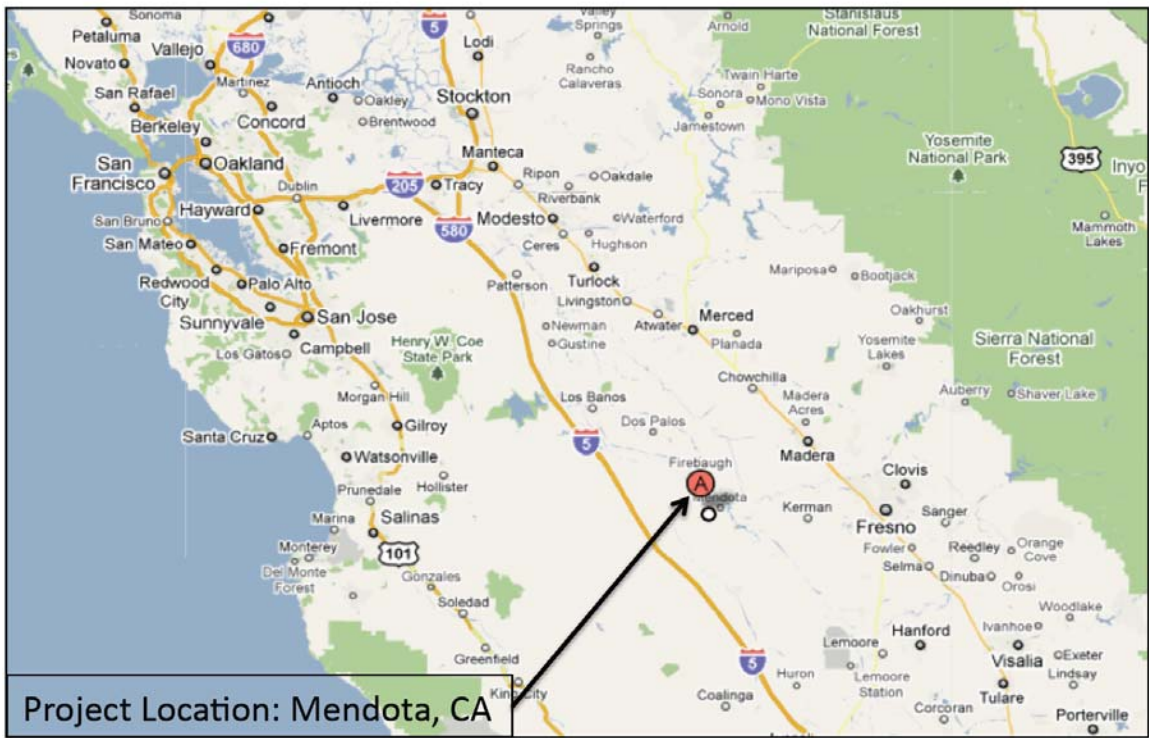 Sonoma
Petaluma
Novato
Vallejo
680
5
Lodi
Valley
Springs
Arnold
Stanislaus
National Forest
Rancho
Calaveras
Twain Harte
Sonora
Mono Vista
Jamestown
Martinez
Antioch
Oakley
Brentwood
Stockton
San Rafael
Berkeley
Concord
Yosemite
National Park
395
Inyo
San
Francisco
Oakland
Manteca
Ripon
Oakdale
Riverbank
Dublin
205
Tracy
San Bruno
Hayward
Livermore
580
Modesto
Waterford
Ceres
Hughson
Mammoth
Lakes
San Mateo
Fremont
Redwood
City
Palo Alto
Patterson
Turlock
Mariposa
Bootjack
Livingston
Sunnyvale
San Jose
Newman
Gustine
Atwater
Merced
Planada
Oakhurst
Campbell
Los Gatos
Henry W. Coe
State Park
Yosemite
Lakes
Sierra National
Forest
Morgan Hill
Chowchilla
Auberry
Shaver Lake
Los Banos
Madera
Acres
Aptos
Gilroy
Dos Palos
Santa Cruz
5
Madera
Watsonville
Firebaugh
Clovis
Hollister
A
Mendota
Prunedale
Kerman
Sanger
Marina
Salinas
Fresno
Monterey
101
Fowler
Reedley
Orange
Cove
Del Monte
Forest
Selma
Dinuba
Orosi
Gonzales
Soledad
Woodlake
Hanford
Ivanhoe
Lemoore
Visalia
Exeter
Greenfield
5
Huron
Lemoore
Station
Lindsay
King City
Tulare
Coalinga
Corcoran
Porterville
Project Location: Mendota, CA